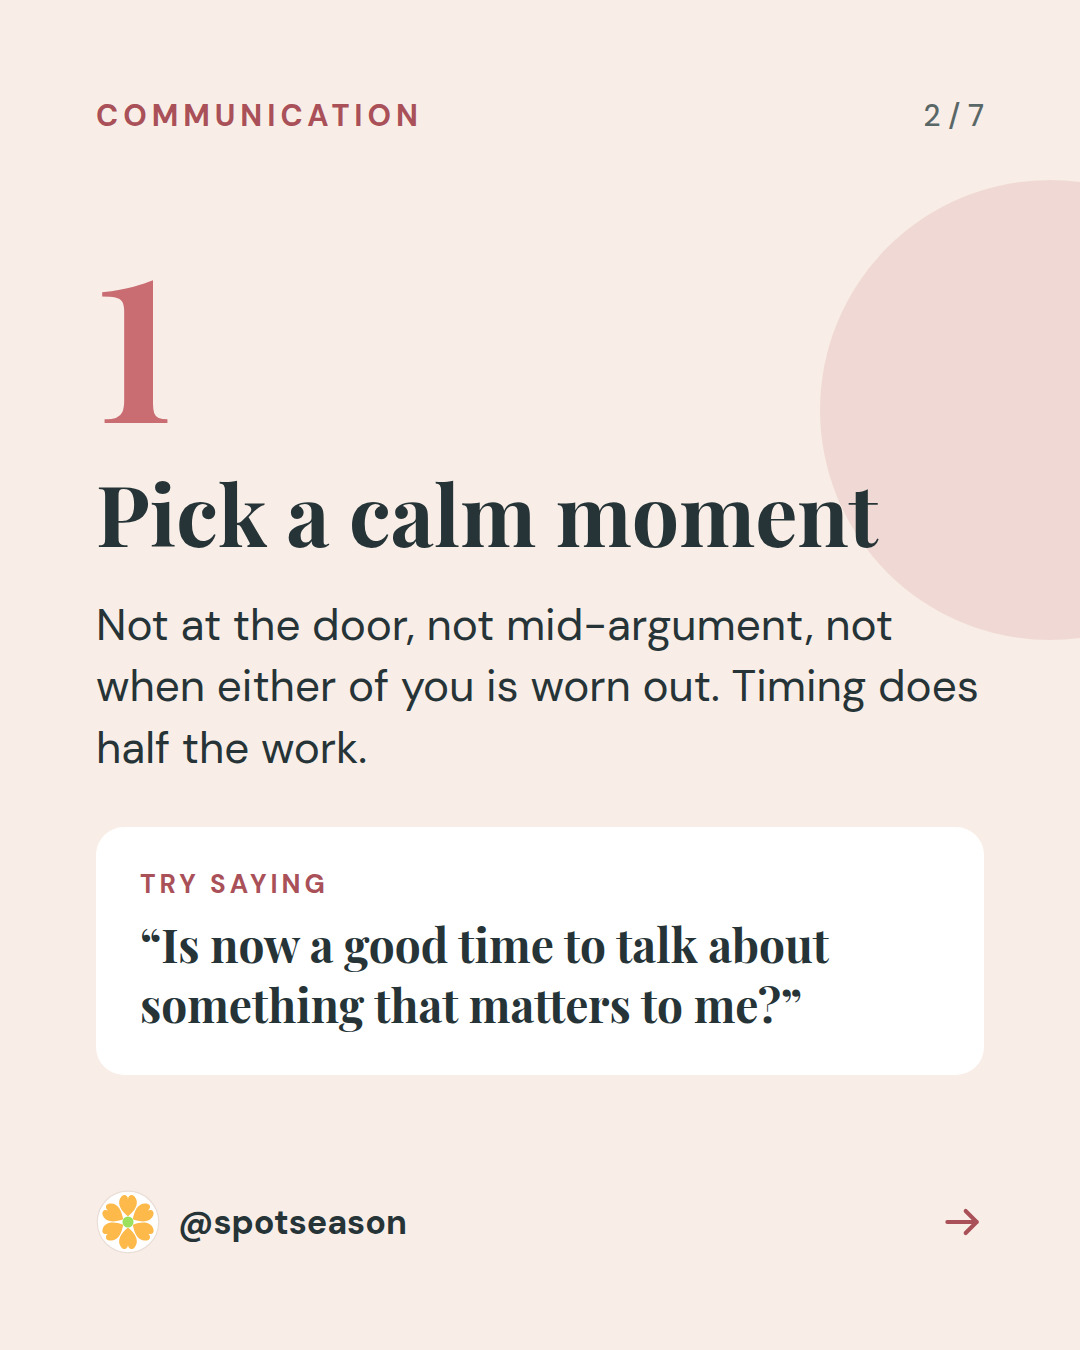 COMMUNICATION
2 / 7
1
Pick a calm moment
Not at the door, not mid-argument, not
when either of you is worn out. Timing does
half the work.
TRY SAYING
“Is now a good time to talk about
something that matters to me?”
@spotseason